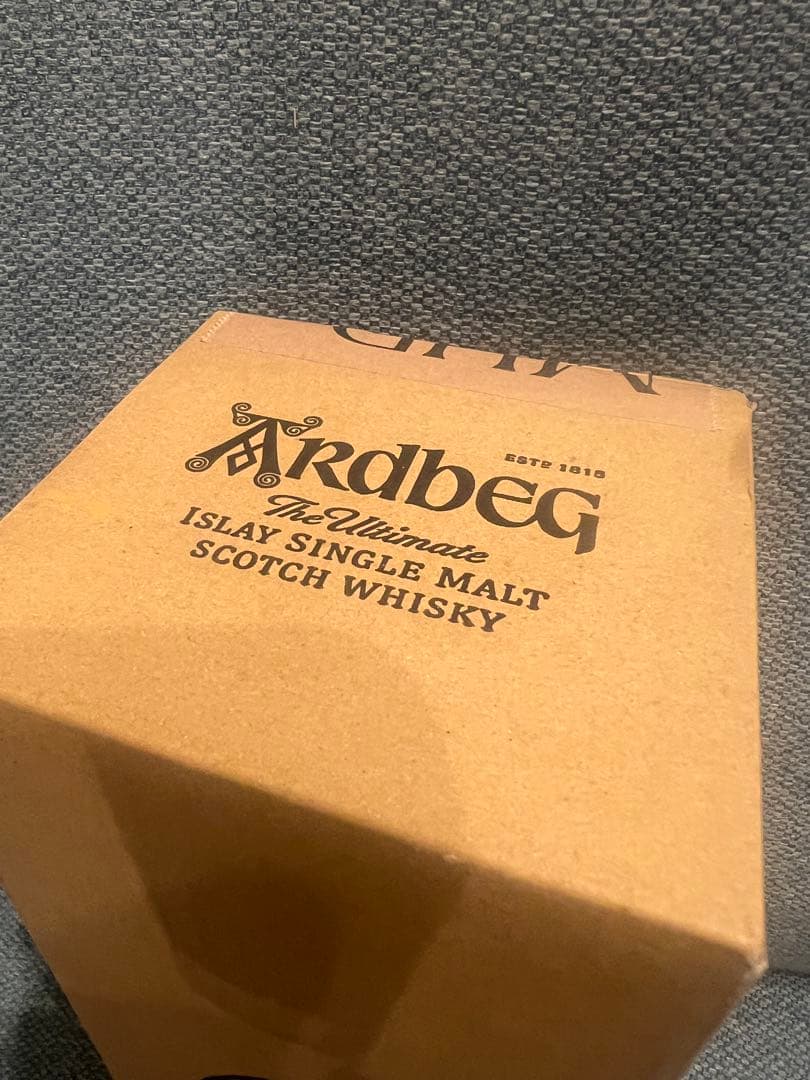 ArdbEG
ESTD 1815
The Ultimate
ISLAY SINGLE MALT
SCOTCH WHISKY